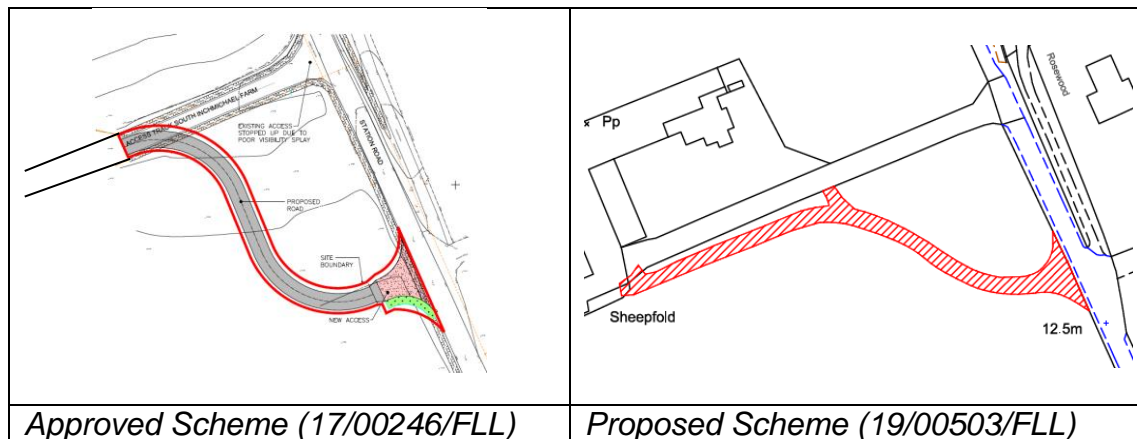 ACCESS TRACK SOUTH INCHMICHAEL FARM
EXISTING ACCESS
STOPPED UP DUE TO
POOR VISIBILITY SPLAY
STATION ROAD
PROPOSED
ROAD
SITE
BOUNDARY
NEW ACCESS
Approved Scheme (17/00246/FLL)
Rosewood
Pp
Sheepfold
12.5m
Proposed Scheme (19/00503/FLL)